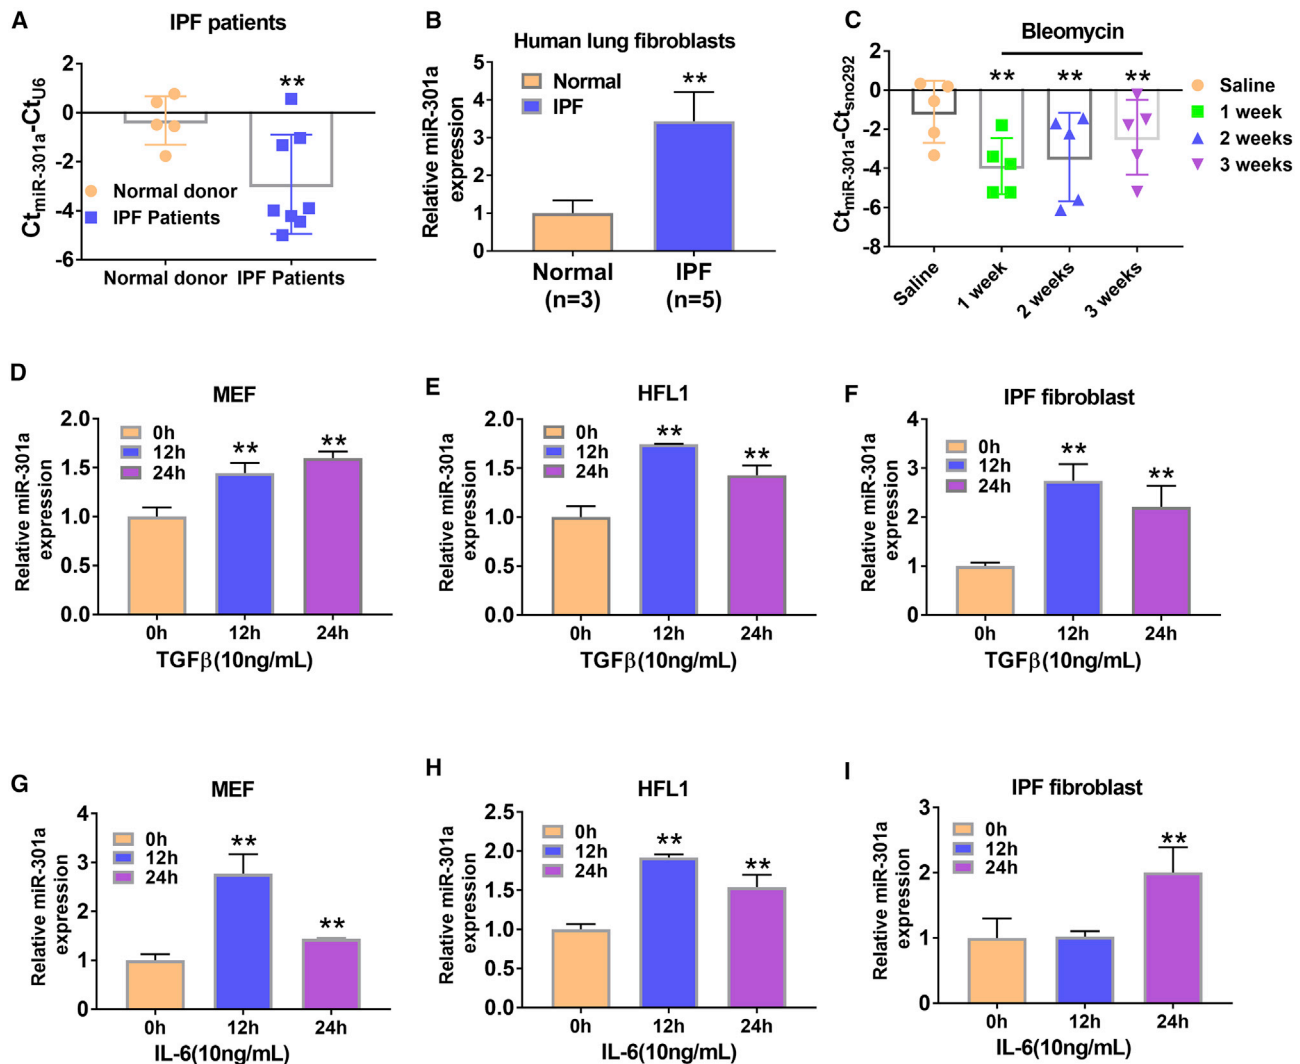 A
IPF patients
CtmiR-301a-CtU6
2
0
-2
-4
-6
**
Normal donor
IPF Patients
Normal donor IPF Patients
B
Human lung fibroblasts
Relative miR-301a
expression
5
4
3
2
1
0
Normal
IPF
**
Normal
(n=3)
IPF
(n=5)
C
Bleomycin
CtmiR-301a-Ctsno292
2
0
-2
-4
-6
-8
** ** **
Saline
1 week
2 weeks
3 weeks
Saline
1 week
2 weeks
3 weeks
D
MEF
Relative miR-301a
expression
2.0
1.5
1.0
0.5
0.0
0h
12h
24h
** **
0h 12h 24h
TGFβ(10ng/mL)
E
HFL1
Relative miR-301a
expression
2.0
1.5
1.0
0.5
0.0
0h
12h
24h
** **
0h 12h 24h
TGFβ(10ng/mL)
F
IPF fibroblast
Relative miR-301a
expression
4
3
2
1
0
0h
12h
24h
** **
0h 12h 24h
TGFβ(10ng/mL)
G
MEF
Relative miR-301a
expression
4
3
2
1
0
0h
12h
24h
** **
0h 12h 24h
IL-6(10ng/mL)
H
HFL1
Relative miR-301a
expression
2.5
2.0
1.5
1.0
0.5
0.0
0h
12h
24h
** **
0h 12h 24h
IL-6(10ng/mL)
I
IPF fibroblast
Relative miR-301a
expression
3
2
1
0
0h
12h
24h
**
0h 12h 24h
IL-6(10ng/mL)